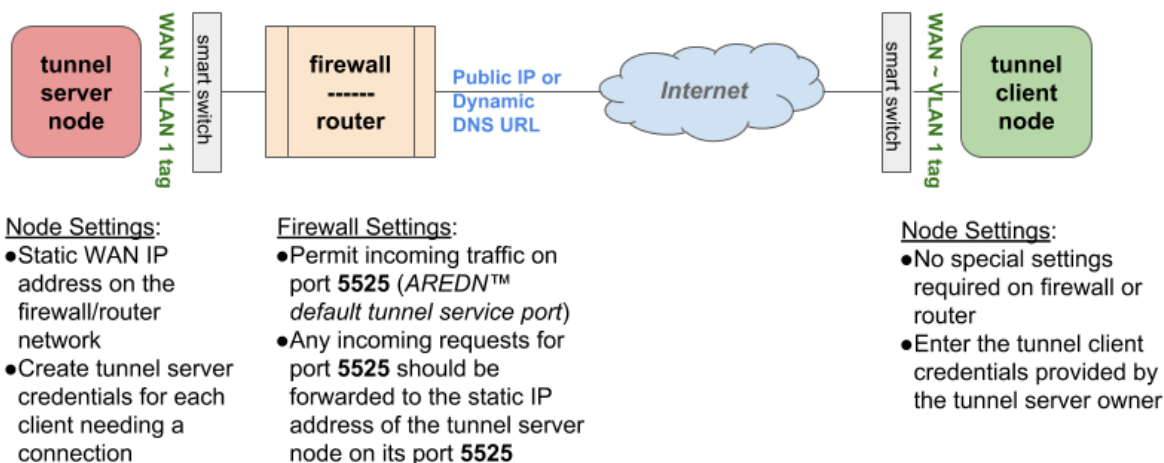 tunnel
server
node
WAN ~ VLAN 1 tag
smart switch
firewall
------
router
Public IP or
Dynamic
DNS URL
Internet
smart switch
WAN ~ VLAN 1 tag
tunnel
client
node
Node Settings:
●Static WAN IP
address on the
firewall/router
network
●Create tunnel server
credentials for each
client needing a
connection
Firewall Settings:
●Permit incoming traffic on
port 5525 (AREDN™
default tunnel service port)
●Any incoming requests for
port 5525 should be
forwarded to the static IP
address of the tunnel server
node on its port 5525
Node Settings:
●No special settings
required on firewall or
router
●Enter the tunnel client
credentials provided by
the tunnel server owner